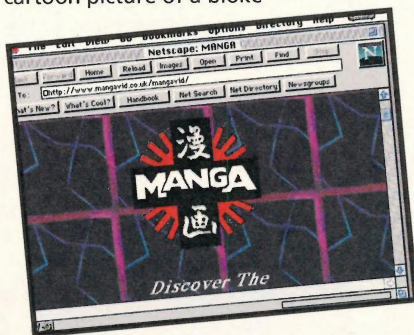 cartoon picture of a bloke
File Edit View Go Bookmarks Options Directory Help
Netscape: MANGA
Forward Home Reload Images Open Print Find Stop
To: http://www.mangavid.co.uk/mangavid/
What's New? What's Cool? Handbook Net Search Net Directory Newsgroups
漫
MANGA
画
Discover The